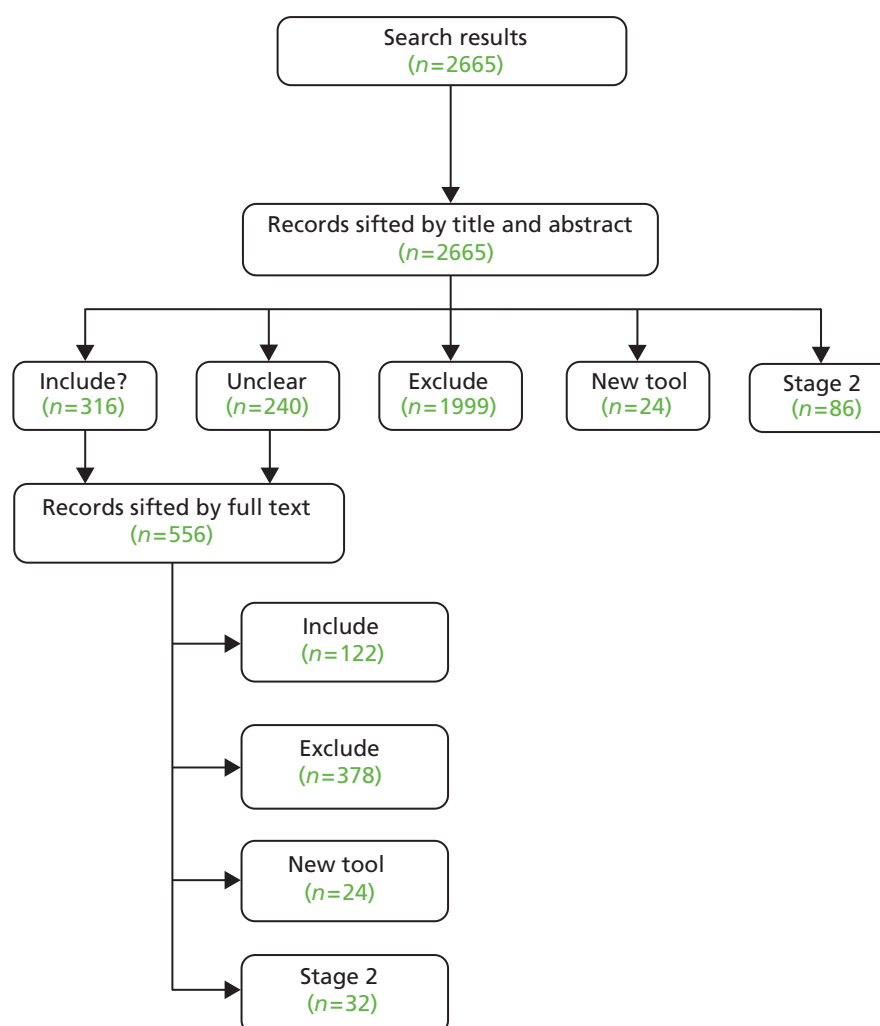 Search results
(n=2665)
Records sifted by title and abstract
(n=2665)
Include?
(n=316)
Unclear
(n=240)
Exclude
(n=1999)
New tool
(n=24)
Stage 2
(n=86)
Records sifted by full text
(n=556)
Include
(n=122)
Exclude
(n=378)
New tool
(n=24)
Stage 2
(n=32)